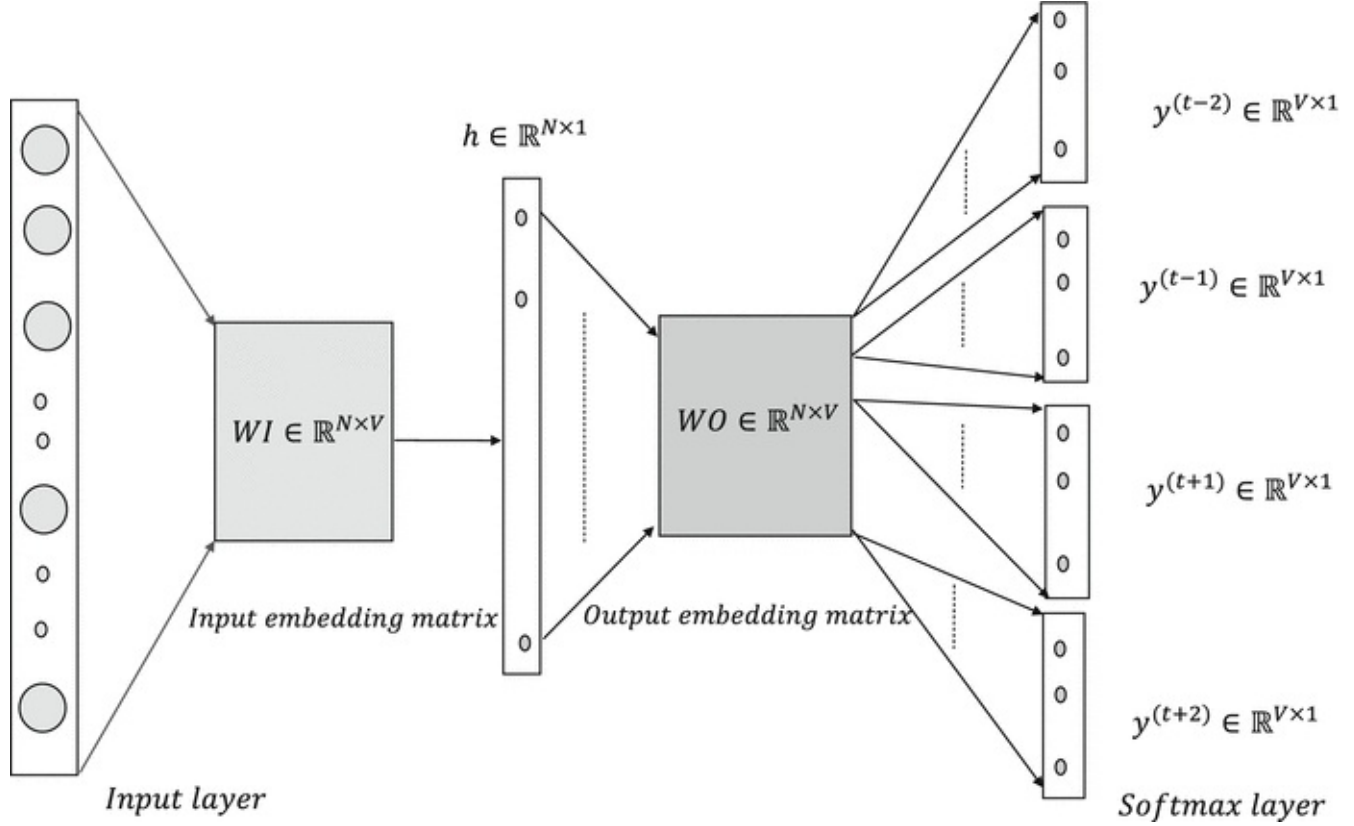 h ∈ ℝ^{N×1}
WI ∈ ℝ^{N×V}
WO ∈ ℝ^{N×V}
y^{(t−2)} ∈ ℝ^{V×1}
y^{(t−1)} ∈ ℝ^{V×1}
y^{(t+1)} ∈ ℝ^{V×1}
y^{(t+2)} ∈ ℝ^{V×1}
Input embedding matrix
Output embedding matrix
Input layer
Softmax layer